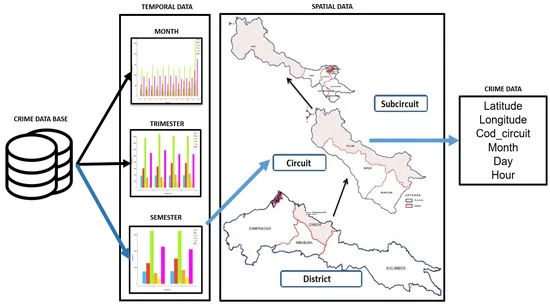 TEMPORAL DATA
SPATIAL DATA
MONTH
CRIME DATA BASE
TRIMESTER
SEMESTER
Subcircuit
Circuit
District
ESMERALDAS
CARCHI
IMBABURA
SUCUMBIOS
LEYENDA
CRIME DATA
Latitude
Longitude
Cod_circuit
Month
Day
Hour